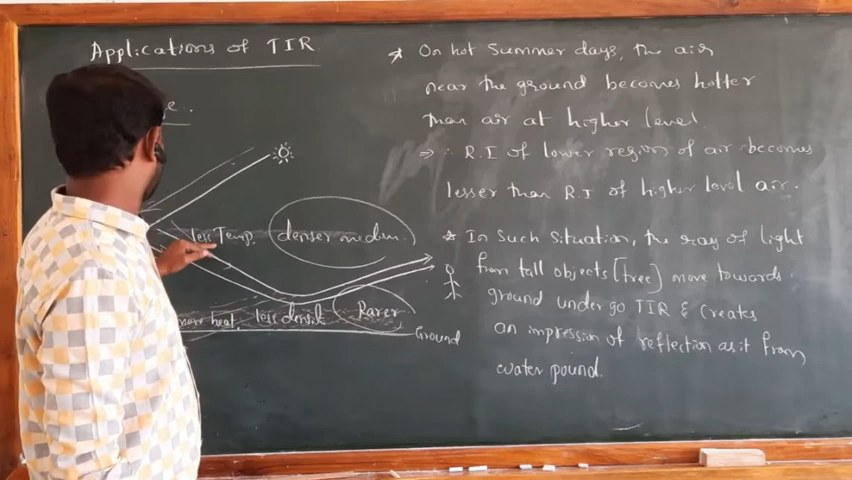 Applications of TIR
less Temp.
denser medium
more heat, less densit
Rarer
Ground
* On hot Summer days, the air
near the ground becomes hotter
than air at higher level.
⇒ ∴ R.I of lower region of air becomes
lesser than R.I of higher level air.
* In Such Situation, the ray of light
from tall objects [tree] move towards
ground under go TIR & Creats
an impression of reflection as it from
water pound.